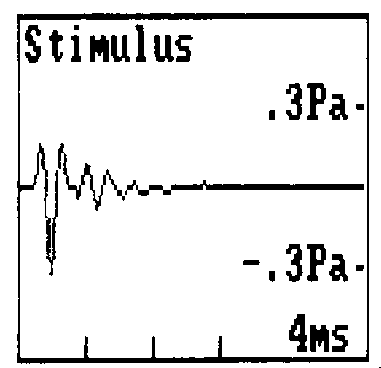 Stimulus
.3Pa-
-.3Pa-
4ms